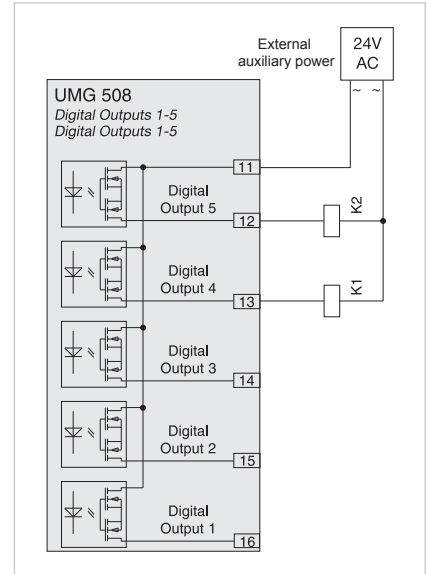 External
auxiliary power
24V
AC
~ ~
UMG 508
Digital Outputs 1-5
Digital Outputs 1-5
11
Digital
Output 5
12
K2
Digital
Output 4
13
K1
Digital
Output 3
14
Digital
Output 2
15
Digital
Output 1
16